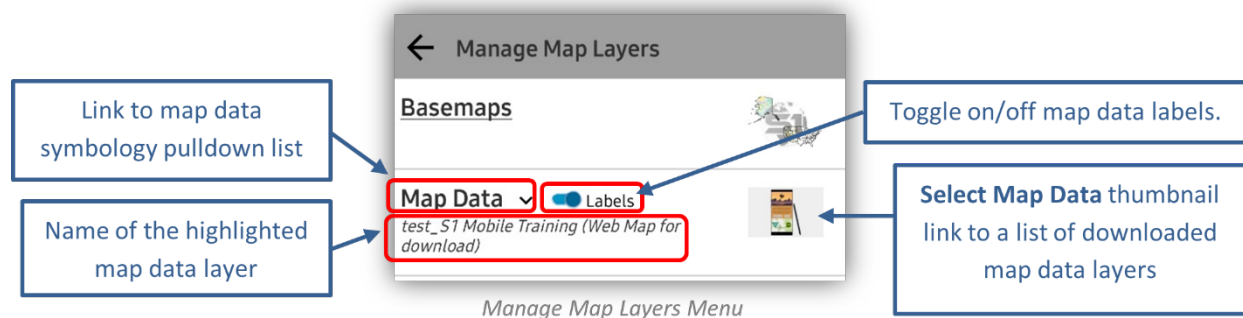 Manage Map Layers
Link to map data
symbology pulldown list
Basemaps
S1
Toggle on/off map data labels.
Map Data
Labels
test_S1 Mobile Training (Web Map for
download)
Name of the highlighted
map data layer
Select Map Data thumbnail
link to a list of downloaded
map data layers
Manage Map Layers Menu